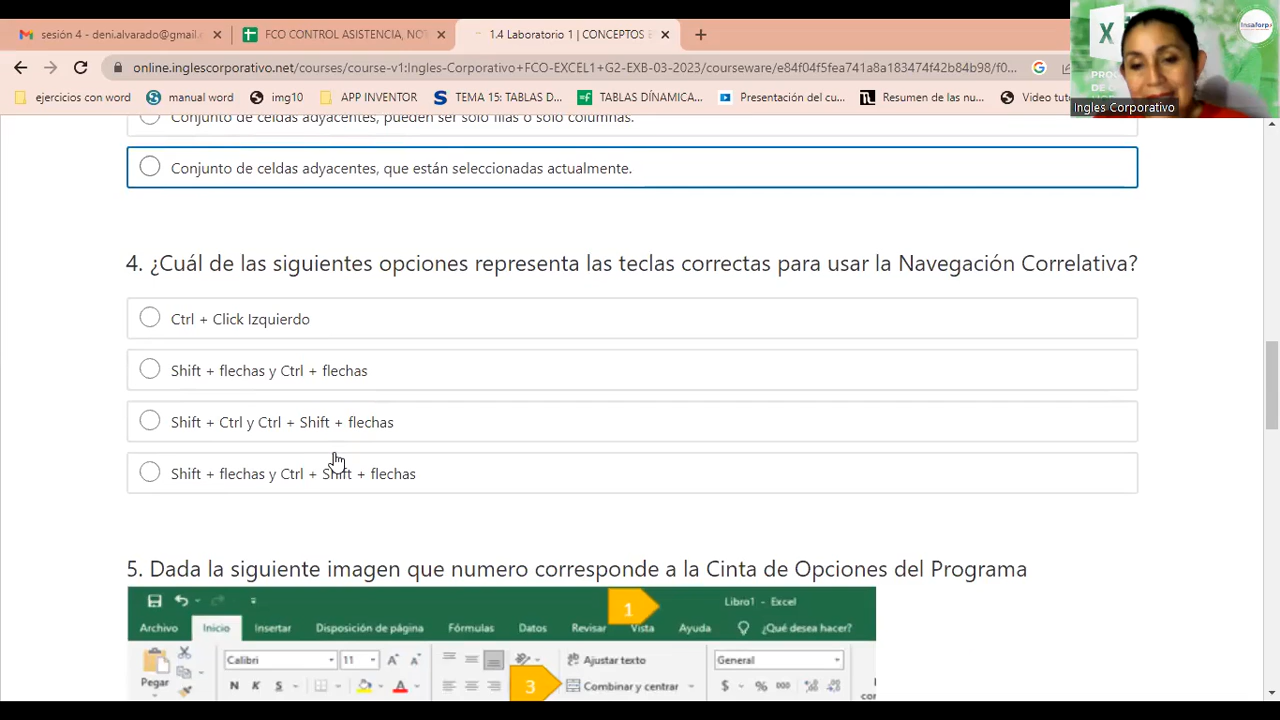 sesión 4 - deni.alvarado@gmail.
FCO CONTROL ASISTENCIA, NO
1.4 Laboratorio 1 | CONCEPTOS
online.inglescorporativo.net/courses/course-v1:Ingles-Corporativo+FCO-EXCEL1+G2-EXB-03-2023/courseware/e84f04f5fea741a8a183474f42b84b98/f0...
ejercicios con word
manual word
img10
APP INVENT...
TEMA 15: TABLAS D...
TABLAS DÍNAMICA...
Presentación del cu...
Resumen de las nu...
Video tuto
Insaforp
Ingles Corporativo
Conjunto de celdas adyacentes, pueden ser solo filas o solo columnas.
Conjunto de celdas adyacentes, que están seleccionadas actualmente.
4. ¿Cuál de las siguientes opciones representa las teclas correctas para usar la Navegación Correlativa?
Ctrl + Click Izquierdo
Shift + flechas y Ctrl + flechas
Shift + Ctrl y Ctrl + Shift + flechas
Shift + flechas y Ctrl + Shift + flechas
5. Dada la siguiente imagen que numero corresponde a la Cinta de Opciones del Programa
1
Libro1 - Excel
Archivo Inicio Insertar Disposición de página Fórmulas Datos Revisar Vista Ayuda ¿Qué desea hacer?
Calibri 11 Ajustar texto General
Pegar N K S 3 Combinar y centrar $ % 000